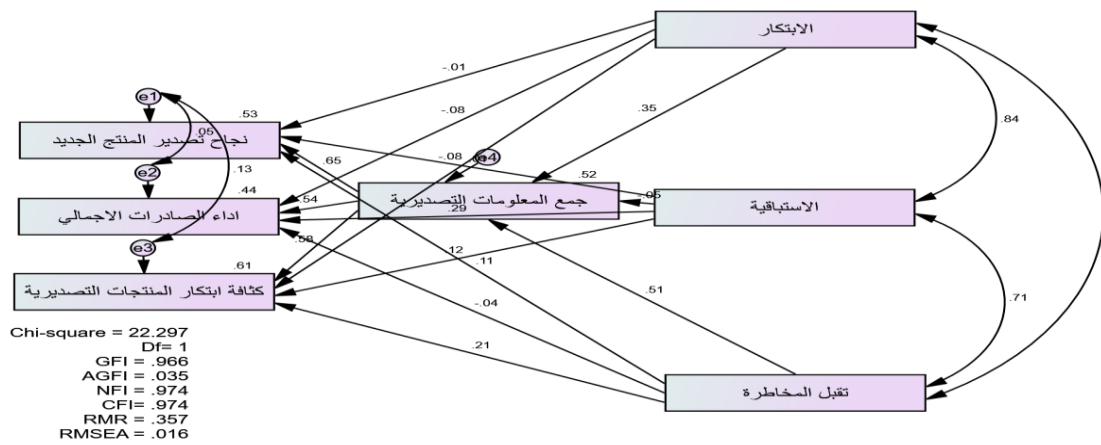 الابتكار
-.01
-.08
.35
.84
e1
.53
.05
نجاح تصدير المنتج الجديد
e2
.13
.65
-.08
e4
.52
.44
.54
جمع المعلومات التصديرية
-.05
الاستباقية
اداء الصادرات الاجمالي
.29
e3
.58
.61
.12
.11
كثافة ابتكار المنتجات التصديرية
.51
.71
-.04
.21
تقبل المخاطرة
Chi-square = 22.297
Df= 1
GFI = .966
AGFI = .035
NFI = .974
CFI= .974
RMR = .357
RMSEA = .016